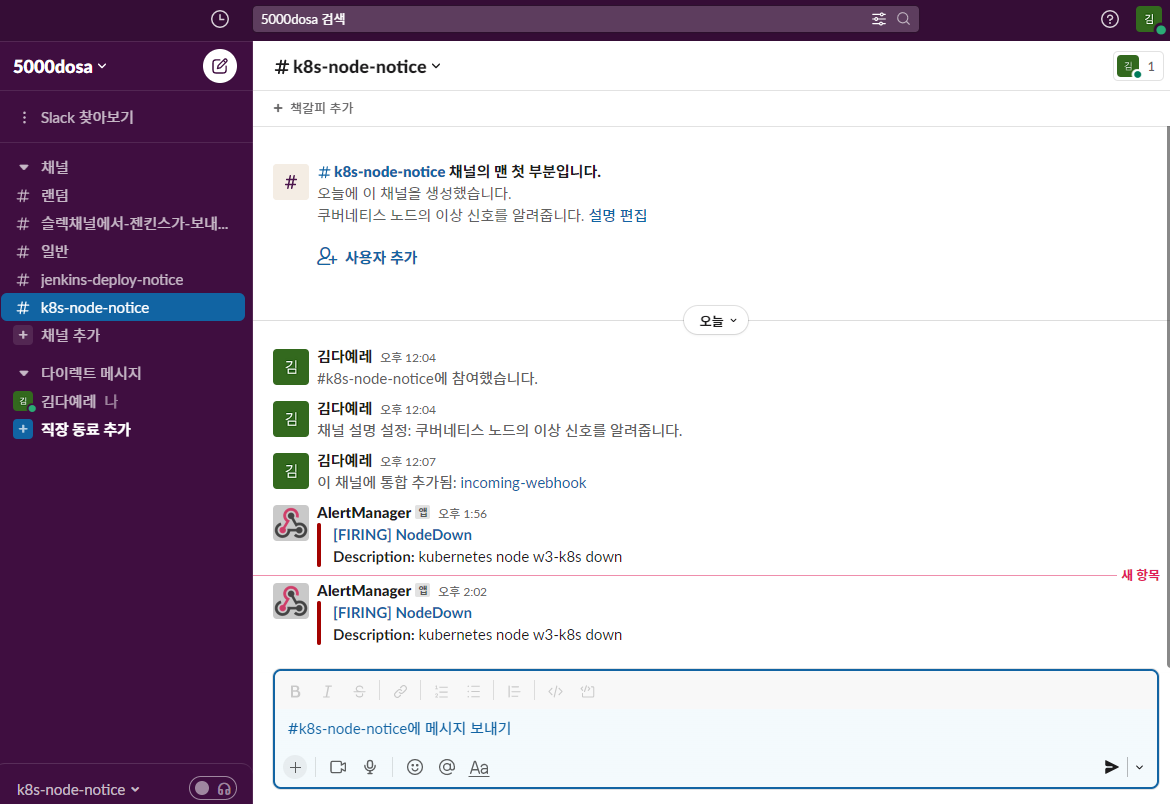 5000dosa 검색
김
5000dosa
Slack 찾아보기
채널
# 랜덤
# 슬렉채널에서-젠킨스가-보내...
# 일반
# jenkins-deploy-notice
# k8s-node-notice
+ 채널 추가
다이렉트 메시지
김 김다예레 나
+ 직장 동료 추가
k8s-node-notice
# k8s-node-notice
김 1
+ 책갈피 추가
#
# k8s-node-notice 채널의 맨 첫 부분입니다.
오늘에 이 채널을 생성했습니다.
쿠버네티스 노드의 이상 신호를 알려줍니다. 설명 편집
사용자 추가
오늘
김
김다예레 오후 12:04
#k8s-node-notice에 참여했습니다.
김
김다예레 오후 12:04
채널 설명 설정: 쿠버네티스 노드의 이상 신호를 알려줍니다.
김
김다예레 오후 12:07
이 채널에 통합 추가됨: incoming-webhook
AlertManager 앱 오후 1:56
[FIRING] NodeDown
Description: kubernetes node w3-k8s down
새 항목
AlertManager 앱 오후 2:02
[FIRING] NodeDown
Description: kubernetes node w3-k8s down
B I S
#k8s-node-notice에 메시지 보내기
+ @ Aa